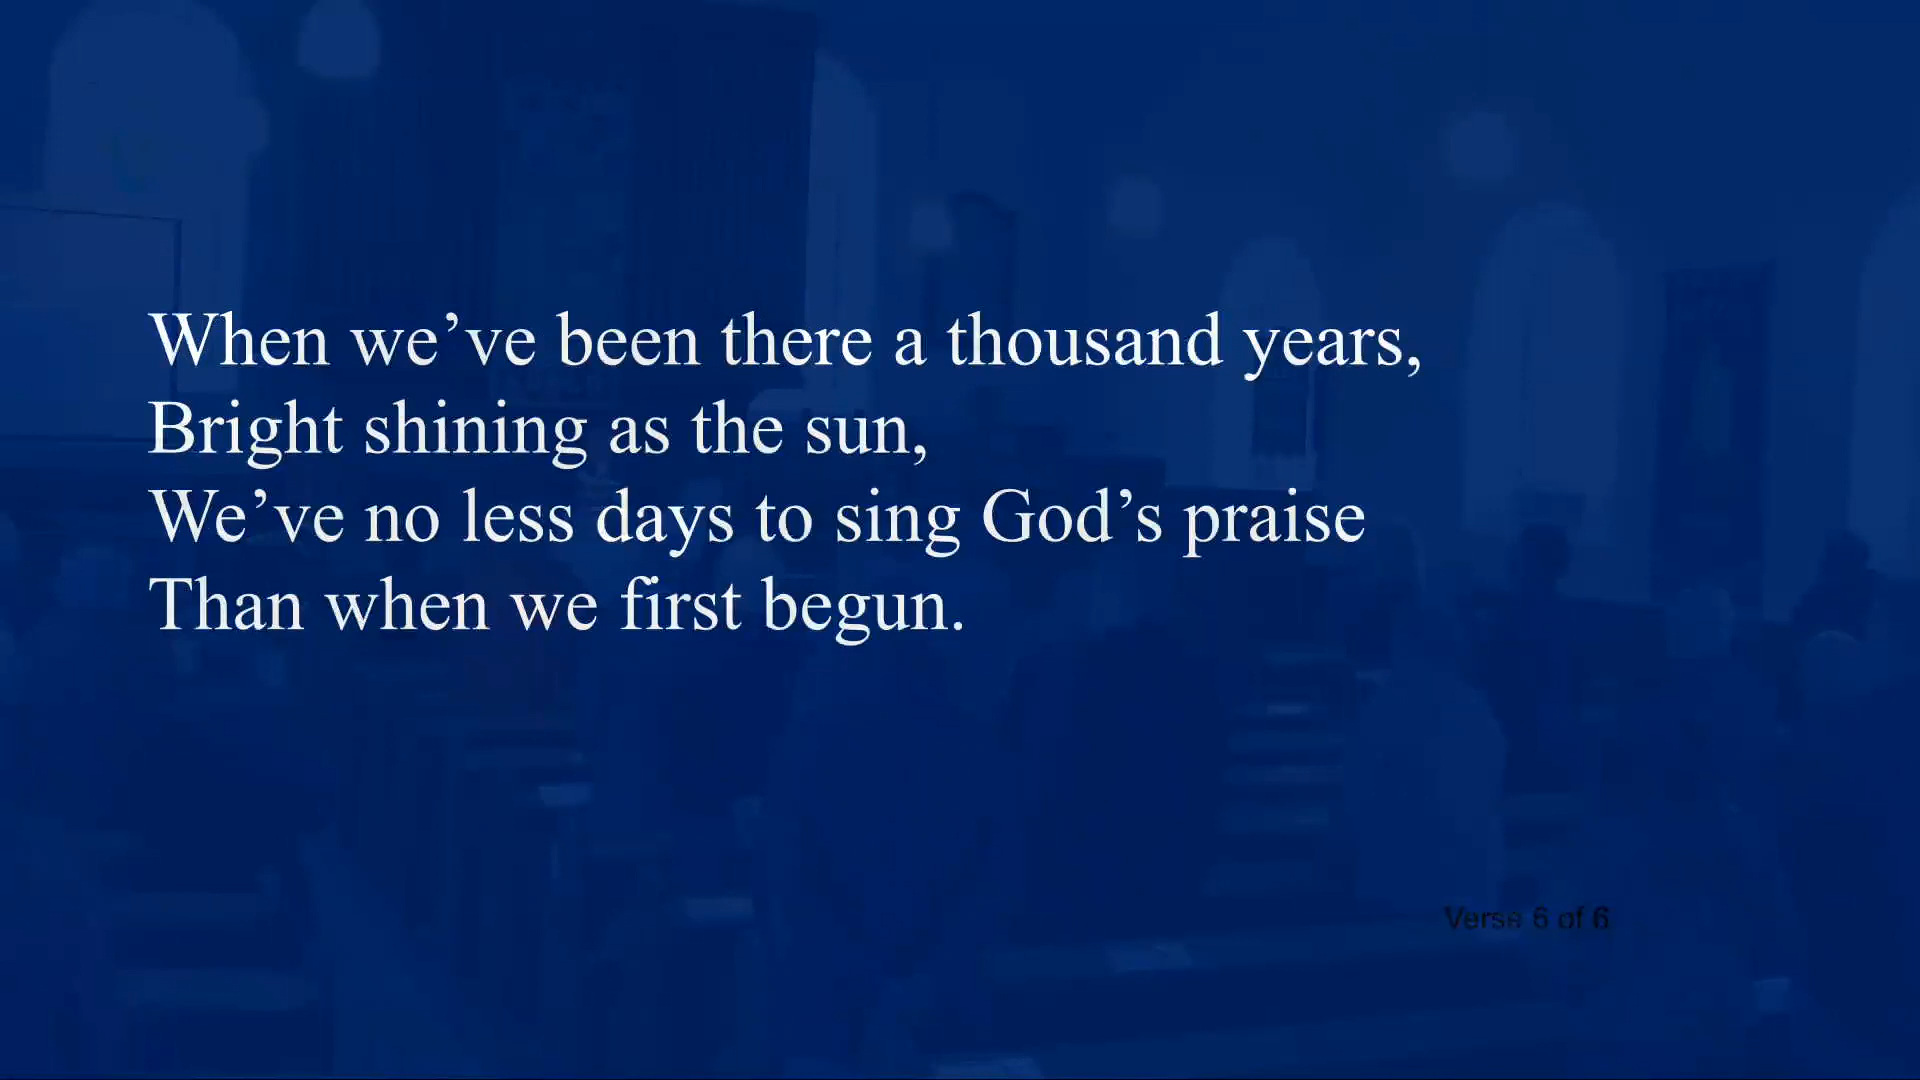 When we’ve been there a thousand years,
Bright shining as the sun,
We’ve no less days to sing God’s praise
Than when we first begun.
Verse 6 of 6